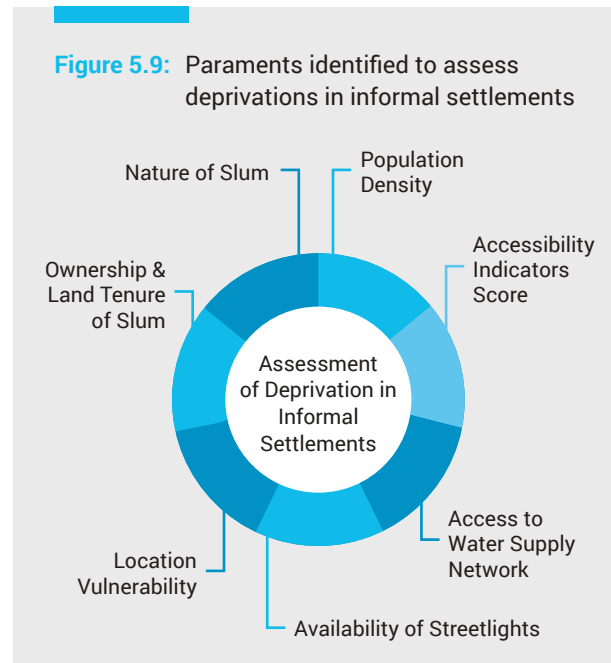 Figure 5.9: Paraments identified to assess
deprivations in informal settlements
Nature of Slum
Population
Density
Accessibility
Indicators
Score
Ownership &
Land Tenure
of Slum
Assessment
of Deprivation in
Informal
Settlements
Access to
Water Supply
Network
Location
Vulnerability
Availability of Streetlights